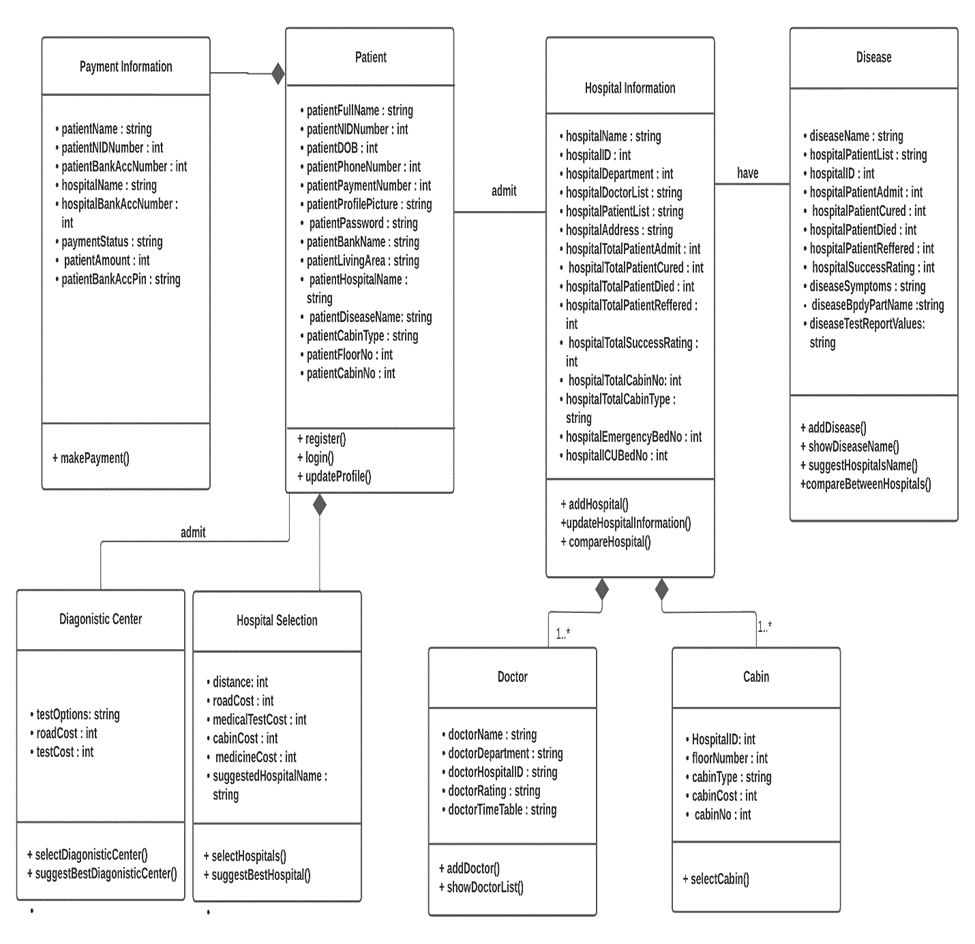 Payment Information
• patientName : string
• patientNIDNumber : int
• patientBankAccNumber : int
• hospitalName : string
• hospitalBankAccNumber :
int
• paymentStatus : string
• patientAmount : int
• patientBankAccPin : string
+ makePayment()
Patient
• patientFullName : string
• patientNIDNumber : int
• patientDOB : int
• patientPhoneNumber : int
• patientPaymentNumber : int
• patientProfilePicture : string
• patientPassword : string
• patientBankName : string
• patientLivingArea : string
• patientHospitalName :
string
• patientDiseaseName: string
• patientCabinType : string
• patientFloorNo : int
• patientCabinNo : int
+ register()
+ login()
+ updateProfile()
admit
Hospital Information
• hospitalName : string
• hospitalID : int
• hospitalDepartment : int
• hospitalDoctorList : string
• hospitalPatientList : string
• hospitalAddress : string
• hospitalTotalPatientAdmit : int
• hospitalTotalPatientCured : int
• hospitalTotalPatientDied : int
• hospitalTotalPatientReffered :
int
• hospitalTotalSuccessRating :
int
• hospitalTotalCabinNo: int
• hospitalTotalCabinType :
string
• hospitalEmergencyBedNo : int
• hospitalICUBedNo : int
+ addHospital()
+updateHospitalInformation()
+ compareHospital()
have
Disease
• diseaseName : string
• hospitalPatientList : string
• hospitalID : int
• hospitalPatientAdmit : int
• hospitalPatientCured : int
• hospitalPatientDied : int
• hospitalPatientReffered : int
• hospitalSuccessRating : int
• diseaseSymptoms : string
• diseaseBpdyPartName :string
• diseaseTestReportValues:
string
+ addDisease()
+ showDiseaseName()
+ suggestHospitalsName()
+compareBetweenHospitals()
admit
Diagonistic Center
• testOptions: string
• roadCost : int
• testCost : int
+ selectDiagonisticCenter()
+ suggestBestDiagonisticCenter()
•
Hospital Selection
• distance: int
• roadCost : int
• medicalTestCost : int
• cabinCost : int
• medicineCost : int
• suggestedHospitalName :
string
+ selectHospitals()
+ suggestBestHospital()
•
1..*
Doctor
• doctorName : string
• doctorDepartment : string
• doctorHospitalID : string
• doctorRating : string
• doctorTimeTable : string
+ addDoctor()
+ showDoctorList()
1..*
Cabin
• HospitalID: int
• floorNumber : int
• cabinType : string
• cabinCost : int
• cabinNo : int
+ selectCabin()